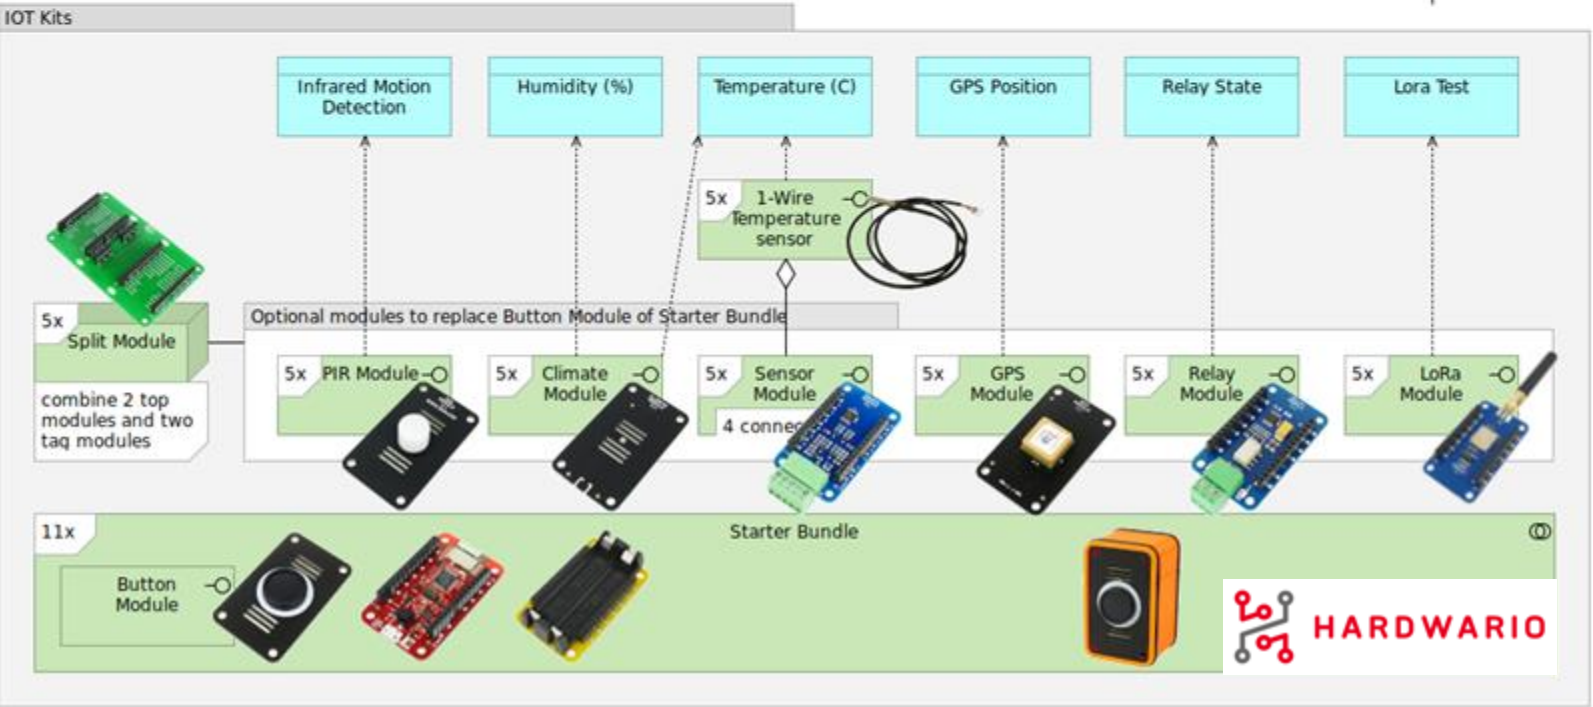 IOT Kits
Infrared Motion
Detection
Humidity (%)
Temperature (C)
GPS Position
Relay State
Lora Test
5x
1-Wire
Temperature
sensor
5x
Split Module
combine 2 top
modules and two
tag modules
Optional modules to replace Button Module of Starter Bundle
5x
PIR Module
5x
Climate
Module
5x
Sensor
Module
4 connec
5x
GPS
Module
5x
Relay
Module
5x
LoRa
Module
11x
Starter Bundle
Button
Module
HARDWARIO